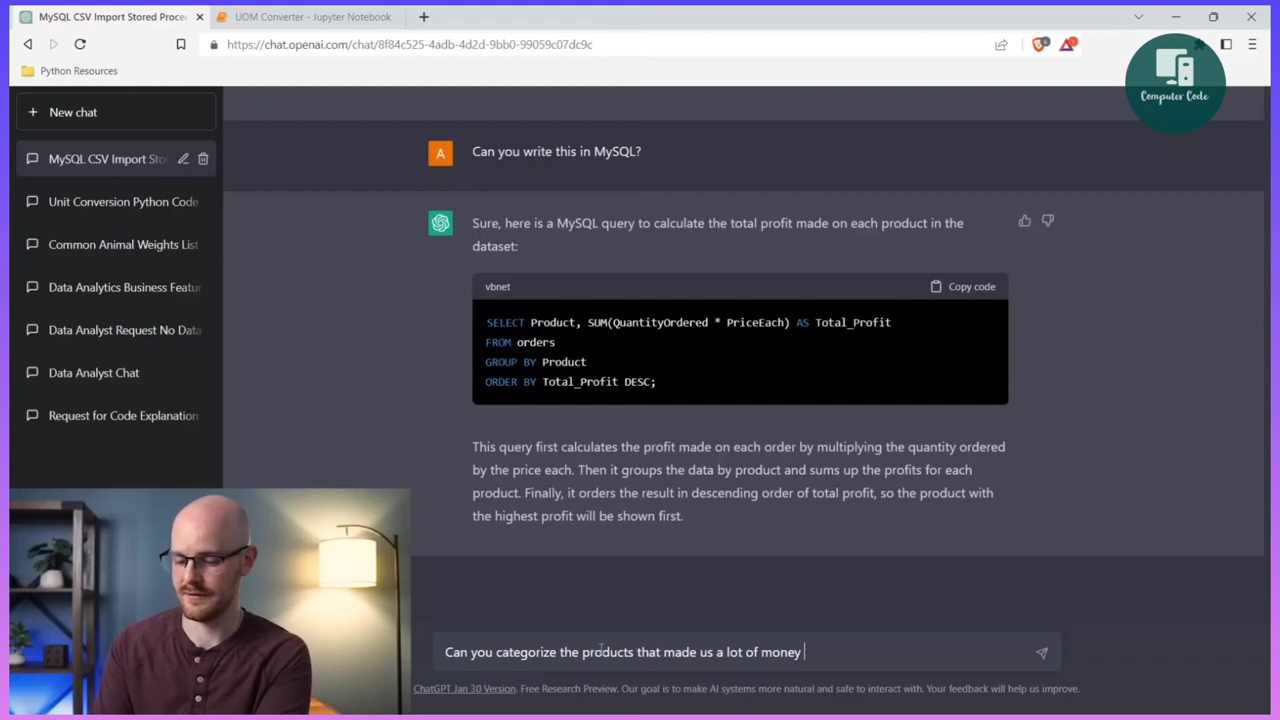 MySQL CSV Import Stored Proce
UOM Converter - Jupyter Notebook
https://chat.openai.com/chat/8f84c525-4adb-4d2d-9bb0-99059c07dc9c
Python Resources
Computer Code
New chat
MySQL CSV Import Sto
Unit Conversion Python Code
Common Animal Weights List
Data Analytics Business Featur
Data Analyst Request No Data
Data Analyst Chat
Request for Code Explanation
A
Can you write this in MySQL?
Sure, here is a MySQL query to calculate the total profit made on each product in the
dataset:
vbnet
Copy code
SELECT Product, SUM(QuantityOrdered * PriceEach) AS Total_Profit
FROM orders
GROUP BY Product
ORDER BY Total_Profit DESC;
This query first calculates the profit made on each order by multiplying the quantity ordered
by the price each. Then it groups the data by product and sums up the profits for each
product. Finally, it orders the result in descending order of total profit, so the product with
the highest profit will be shown first.
Can you categorize the products that made us a lot of money
ChatGPT Jan 30 Version. Free Research Preview. Our goal is to make AI systems more natural and safe to interact with. Your feedback will help us improve.